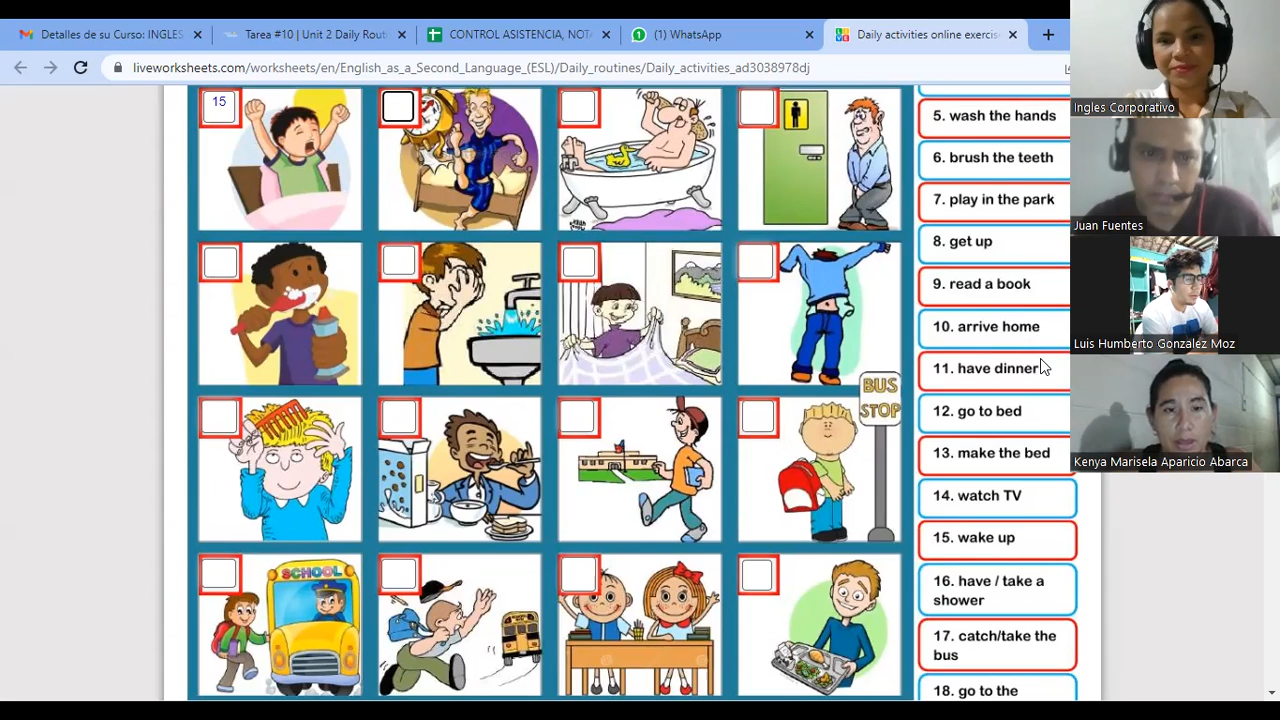 Detalles de su Curso: INGLES
Tarea #10 | Unit 2 Daily Routi
CONTROL ASISTENCIA, NOTA
(1) WhatsApp
Daily activities online exercis
liveworksheets.com/worksheets/en/English_as_a_Second_Language_(ESL)/Daily_routines/Daily_activities_ad3038978dj
Ingles Corporativo
Juan Fuentes
Luis Humberto Gonzalez Moz
Kenya Marisela Aparicio Abarca
15
BUS
STOP
SCHOOL
5. wash the hands
6. brush the teeth
7. play in the park
8. get up
9. read a book
10. arrive home
11. have dinner
12. go to bed
13. make the bed
14. watch TV
15. wake up
16. have / take a
shower
17. catch/take the
bus
18. go to the